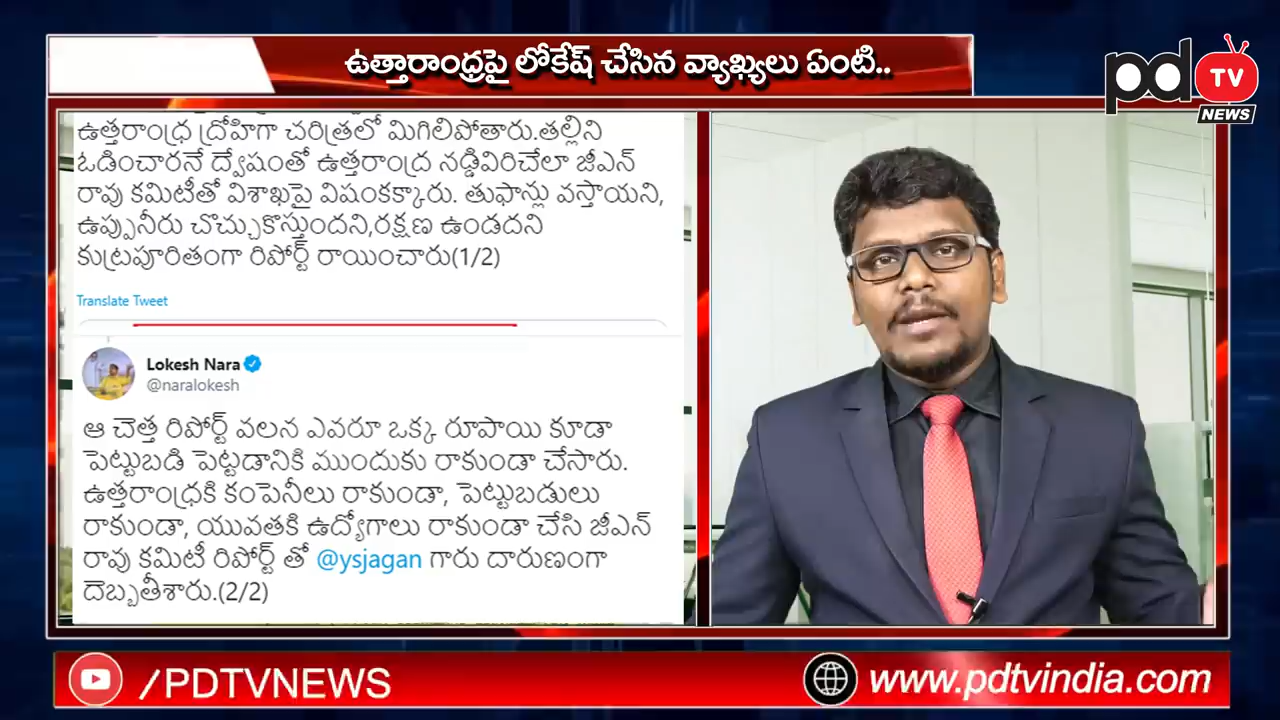 ఉత్తారాంధ్రపై లోకేష్ చేసిన వ్యాఖ్యలు ఏంటి..
pd TV
NEWS
ఉత్తరాంధ్ర ద్రోహిగా చరిత్రలో మిగిలిపోతారు.తల్లిని
ఓడించారనే ద్వేషంతో ఉత్తరాంద్ర నడ్డివిరిచేలా జీఎన్
రావు కమిటీతో విశాఖపై విషంకక్కారు. తుఫాన్లు వస్తాయని,
ఉప్పునీరు చొచ్చుకొస్తుందని,రక్షణ ఉండదని
కుట్రపూరితంగా రిపోర్ట్ రాయించారు(1/2)
Translate Tweet
Lokesh Nara
@naralokesh
ఆ చెత్త రిపోర్ట్ వలన ఎవరూ ఒక్క రూపాయి కూడా
పెట్టుబడి పెట్టడానికి ముందుకు రాకుండా చేసారు.
ఉత్తరాంధ్రకి కంపెనీలు రాకుండా, పెట్టుబడులు
రాకుండా, యువతకి ఉద్యోగాలు రాకుండా చేసి జీఎన్
రావు కమిటీ రిపోర్ట్ తో @ysjagan గారు దారుణంగా
దెబ్బతీశారు.(2/2)
/PDTVNEWS
www.pdtvindia.com